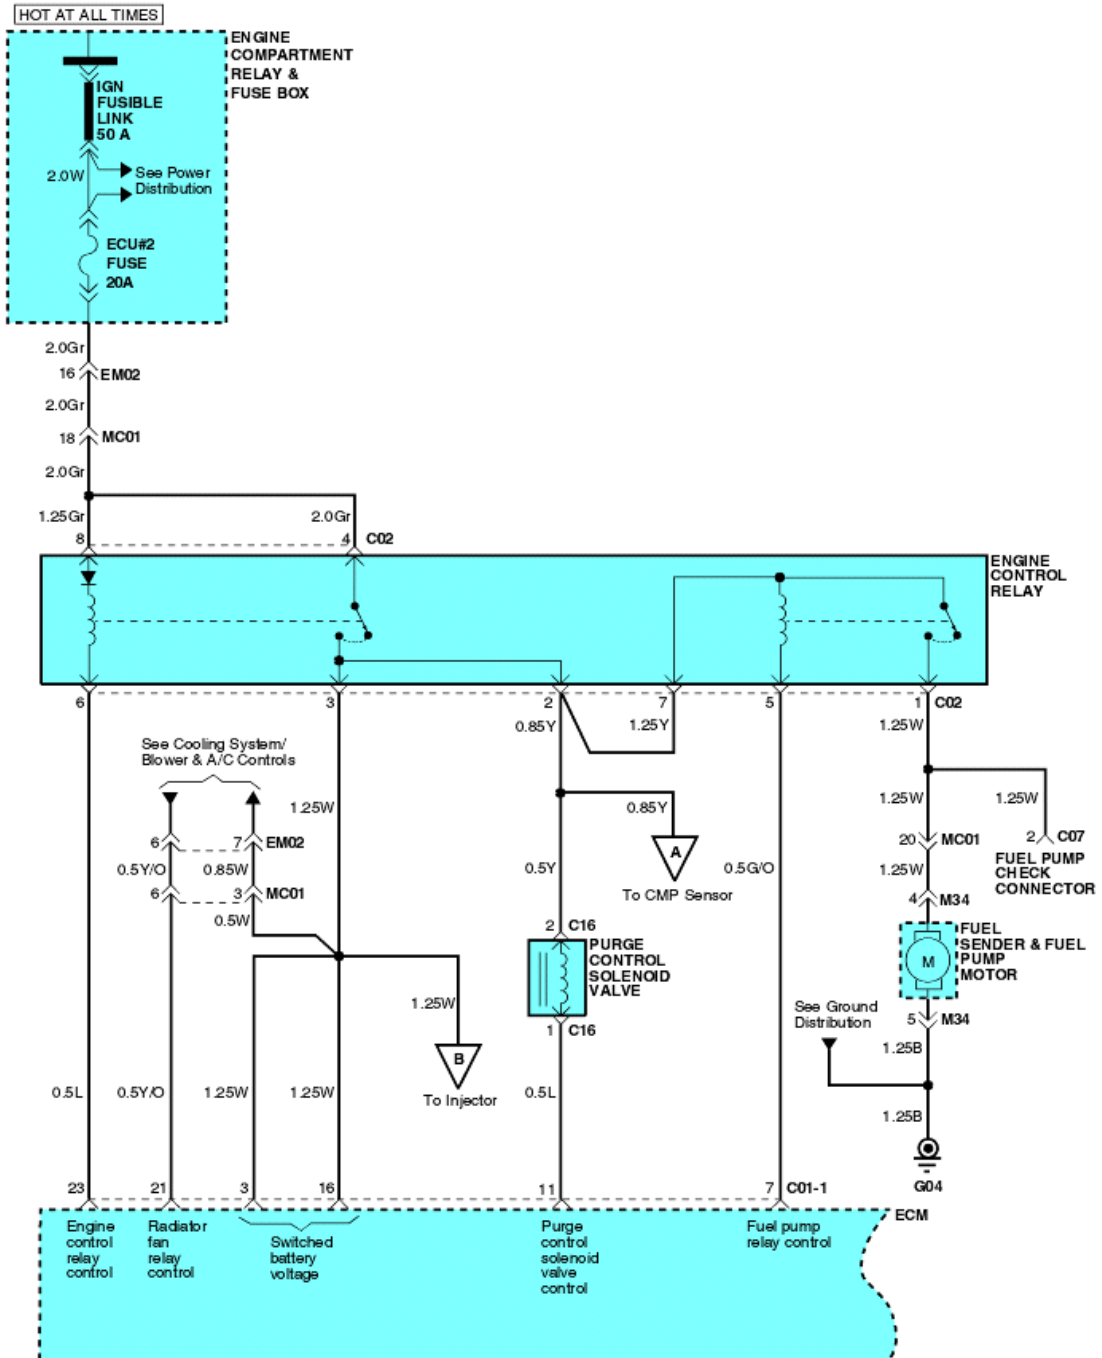 HOT AT ALL TIMES
ENGINE
COMPARTMENT
RELAY &
FUSE BOX
IGN
FUSIBLE
LINK
50 A
2.0W
See Power
Distribution
ECU#2
FUSE
20A
2.0Gr
16
EM02
2.0Gr
18
MC01
2.0Gr
1.25Gr
2.0Gr
8
4
C02
ENGINE
CONTROL
RELAY
6
3
2
7
5
1
C02
0.85Y
1.25Y
1.25W
See Cooling System/
Blower & A/C Controls
1.25W
0.85Y
1.25W
1.25W
6
7
EM02
20
MC01
2
C07
FUEL PUMP
CHECK
CONNECTOR
A
To CMP Sensor
0.5Y/O
0.85W
0.5Y
0.5G/O
1.25W
6
3
MC01
4
M34
0.5W
2
C16
PURGE
CONTROL
SOLENOID
VALVE
FUEL
SENDER & FUEL
PUMP
MOTOR
M
1.25W
See Ground
Distribution
1
C16
5
M34
B
To Injector
1.25B
0.5L
0.5Y/O
1.25W
1.25W
0.5L
1.25B
G04
23
21
3
16
11
7
C01-1
ECM
Engine
control
relay
control
Radiator
fan
relay
control
Switched
battery
voltage
Purge
control
solenoid
valve
control
Fuel pump
relay control